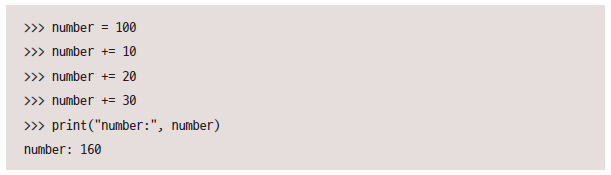 >>> number = 100
>>> number += 10
>>> number += 20
>>> number += 30
>>> print("number:", number)
number: 160